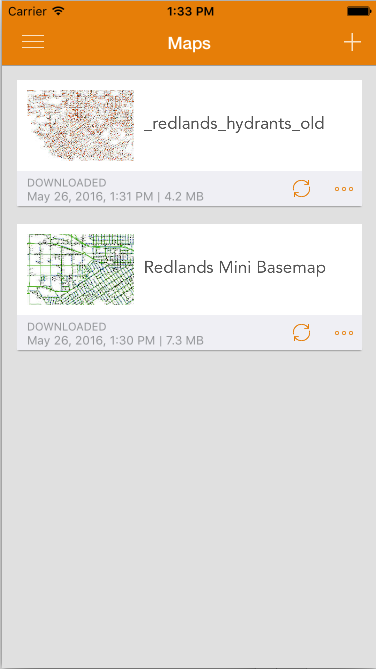 Carrier 1:33 PM
Maps
_redlands_hydrants_old
DOWNLOADED
May 26, 2016, 1:31 PM | 4.2 MB
Redlands Mini Basemap
DOWNLOADED
May 26, 2016, 1:30 PM | 7.3 MB